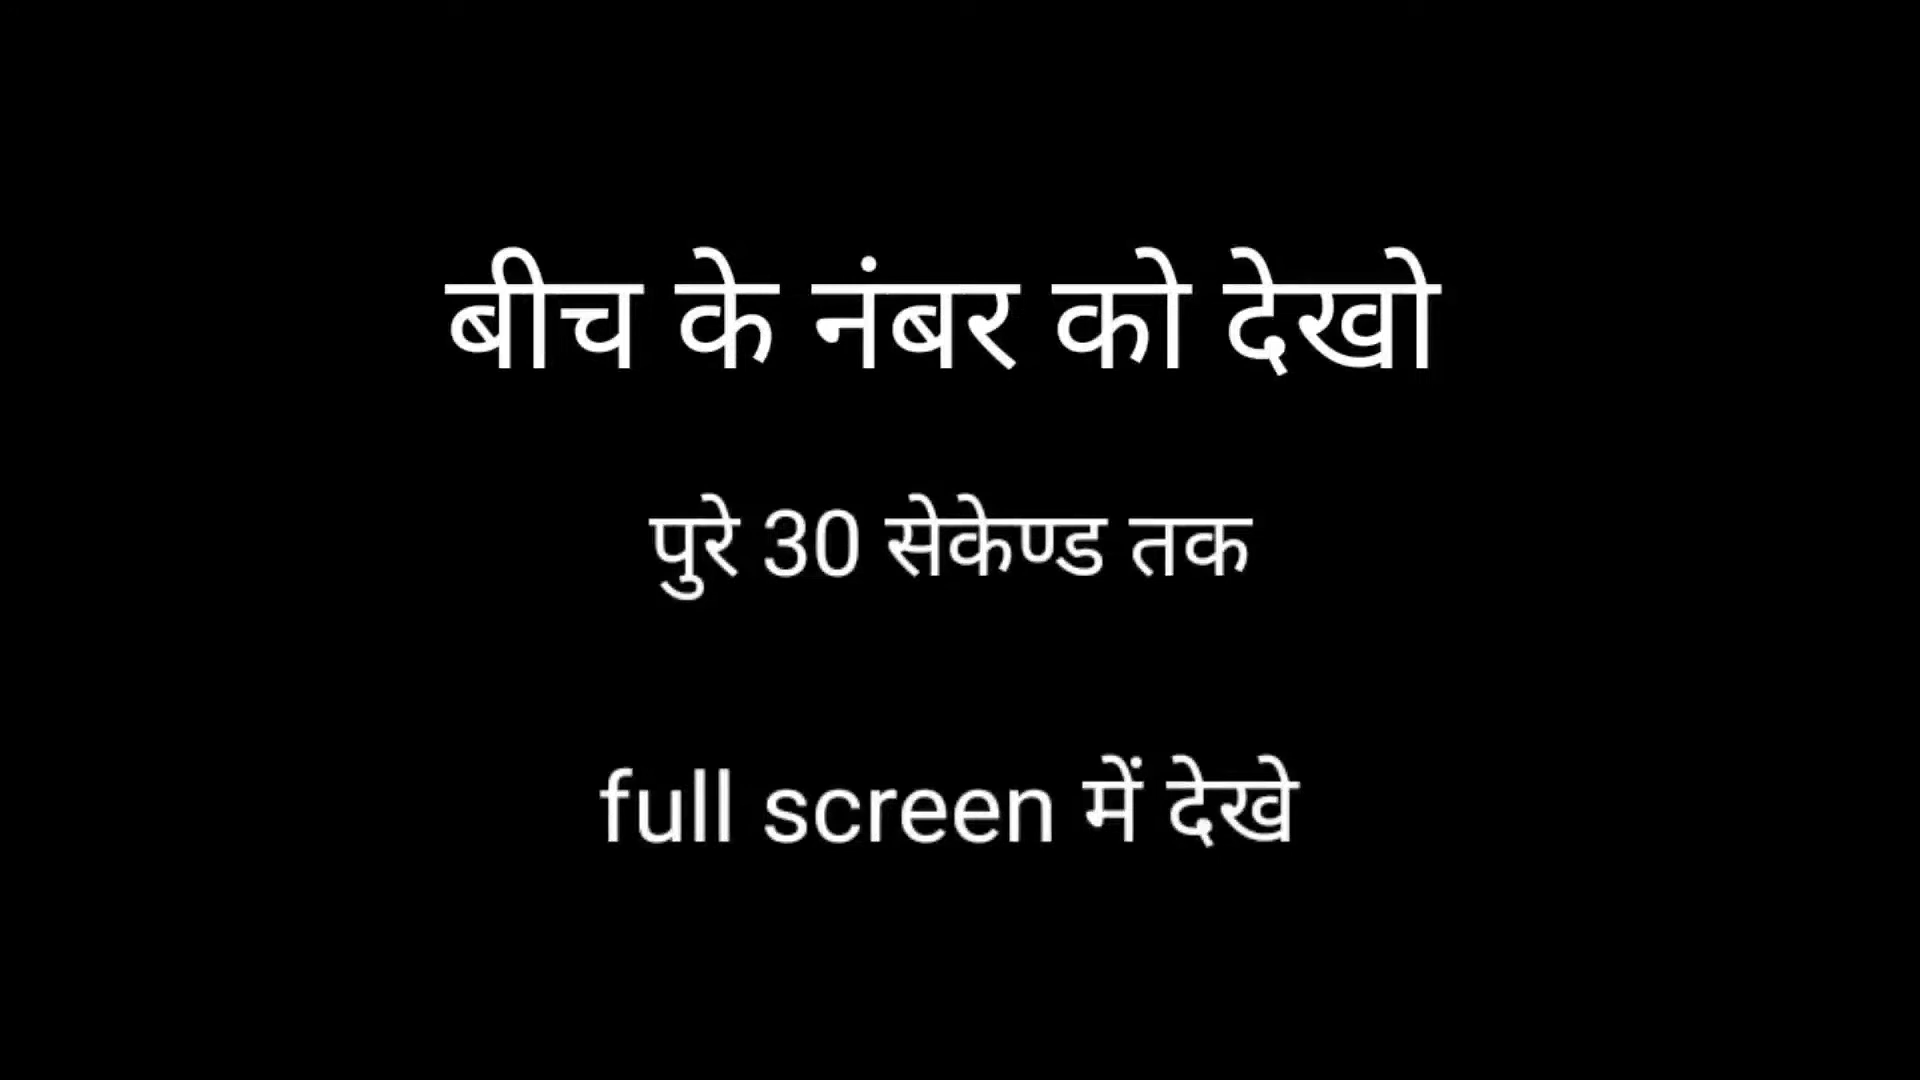 बीच के नंबर को देखो
पुरे 30 सेकेण्ड तक
full screen में देखे